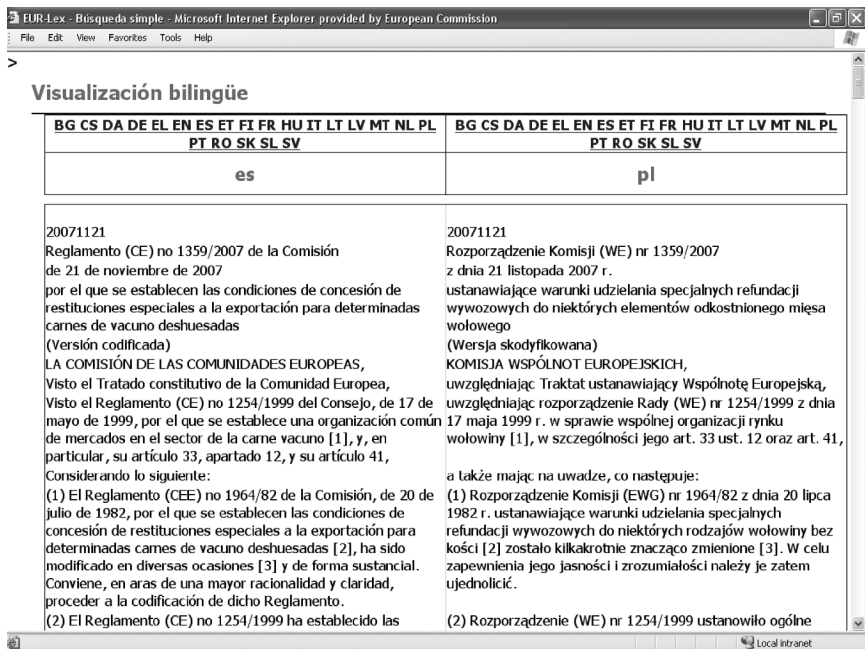 EUR-Lex - Búsqueda simple - Microsoft Internet Explorer provided by European Commission
File Edit View Favorites Tools Help
>
Visualización bilingüe
BG CS DA DE EL EN ES ET FI FR HU IT LT LV MT NL PL
PT RO SK SL SV
BG CS DA DE EL EN ES ET FI FR HU IT LT LV MT NL PL
PT RO SK SL SV
es
pl
20071121
Reglamento (CE) no 1359/2007 de la Comisión
de 21 de noviembre de 2007
por el que se establecen las condiciones de concesión de
restituciones especiales a la exportación para determinadas
carnes de vacuno deshuesadas
(Versión codificada)
LA COMISIÓN DE LAS COMUNIDADES EUROPEAS,
Visto el Tratado constitutivo de la Comunidad Europea,
Visto el Reglamento (CE) no 1254/1999 del Consejo, de 17 de
mayo de 1999, por el que se establece una organización común
de mercados en el sector de la carne vacuno [1], y, en
particular, su artículo 33, apartado 12, y su artículo 41,
Considerando lo siguiente:
(1) El Reglamento (CEE) no 1964/82 de la Comisión, de 20 de
julio de 1982, por el que se establecen las condiciones de
concesión de restituciones especiales a la exportación para
determinadas carnes de vacuno deshuesadas [2], ha sido
modificado en diversas ocasiones [3] y de forma sustancial.
Conviene, en aras de una mayor racionalidad y claridad,
proceder a la codificación de dicho Reglamento.
(2) El Reglamento (CE) no 1254/1999 ha establecido las
20071121
Rozporządzenie Komisji (WE) nr 1359/2007
z dnia 21 listopada 2007 r.
ustanawiające warunki udzielania specjalnych refundacji
wywozowych do niektórych elementów odkostnionego mięsa
wołowego
(Wersja skodyfikowana)
KOMISJA WSPÓLNOT EUROPEJSKICH,
uwzględniając Traktat ustanawiający Wspólnotę Europejską,
uwzględniając rozporządzenie Rady (WE) nr 1254/1999 z dnia
17 maja 1999 r. w sprawie wspólnej organizacji rynku
wołowiny [1], w szczególności jego art. 33 ust. 12 oraz art. 41,
a także mając na uwadze, co następuje:
(1) Rozporządzenie Komisji (EWG) nr 1964/82 z dnia 20 lipca
1982 r. ustanawiające warunki udzielania specjalnych
refundacji wywozowych do niektórych rodzajów wołowiny bez
kości [2] zostało kilkakrotnie znacząco zmienione [3]. W celu
zapewnienia jego jasności i zrozumiałości należy je zatem
ujednolicić.
(2) Rozporządzenie (WE) nr 1254/1999 ustanowiło ogólne
Local intranet